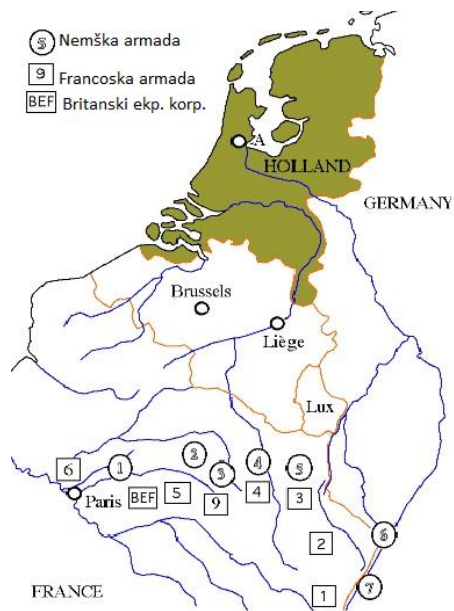 5 Nemška armada
9 Francoska armada
BEF Britanski ekp. korp.
A
HOLLAND
GERMANY
Brussels
Liège
Lux
6 1 2 3 4 5
Paris BEF 5 9 4 3
2
6
7
1
FRANCE